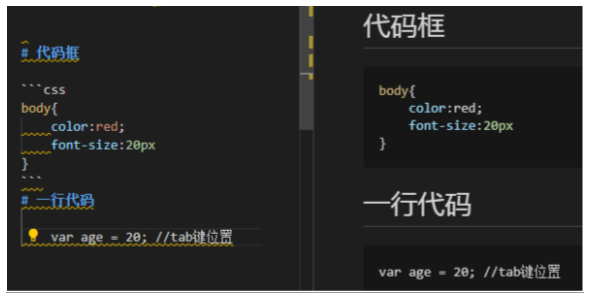 # 代码框
```css
body{
    color:red;
    font-size:20px
}
```
# 一行代码
    var age = 20; //tab键位置
代码框
body{
    color:red;
    font-size:20px
}
一行代码
var age = 20; //tab键位置